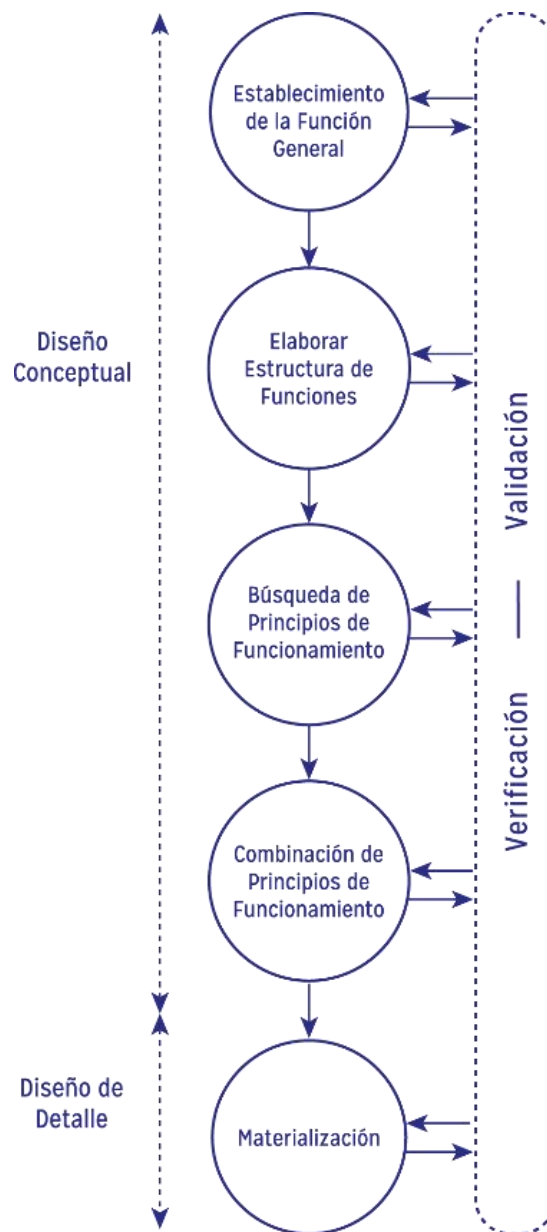 Establecimiento
de la Función
General
Diseño
Conceptual
Elaborar
Estructura de
Funciones
Búsqueda de
Principios de
Funcionamiento
Combinación de
Principios de
Funcionamiento
Diseño de
Detalle
Materialización
Verificación — Validación